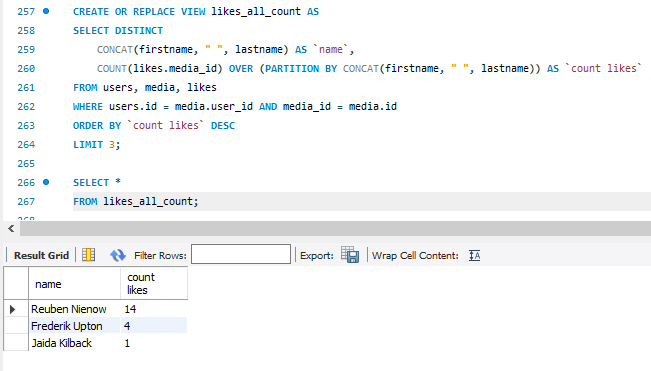 257 CREATE OR REPLACE VIEW likes_all_count AS
258 SELECT DISTINCT
259 CONCAT(firstname, " ", lastname) AS `name`,
260 COUNT(likes.media_id) OVER (PARTITION BY CONCAT(firstname, " ", lastname)) AS `count likes`
261 FROM users, media, likes
262 WHERE users.id = media.user_id AND media_id = media.id
263 ORDER BY `count likes` DESC
264 LIMIT 3;
265
266 SELECT *
267 FROM likes_all_count;
Result Grid Filter Rows: Export: Wrap Cell Content:
name count
likes
Reuben Nienow 14
Frederik Upton 4
Jaida Kilback 1